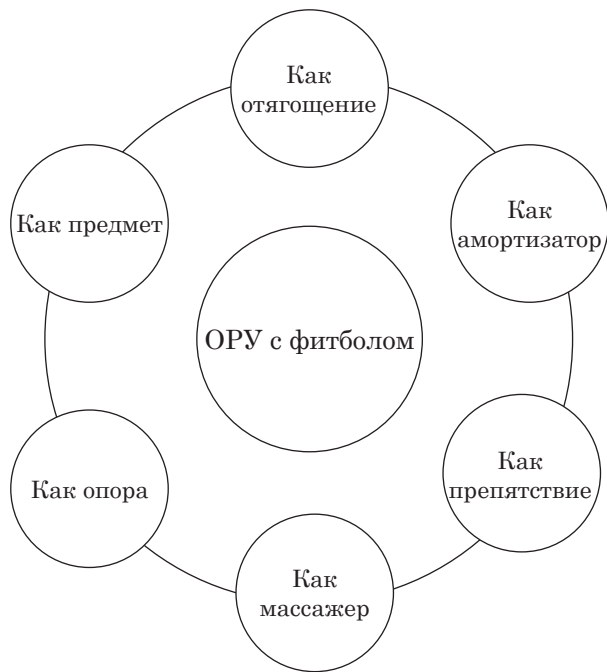 Как
отягощение
Как предмет
Как
амортизатор
ОРУ с фитболом
Как опора
Как
препятствие
Как
массажер